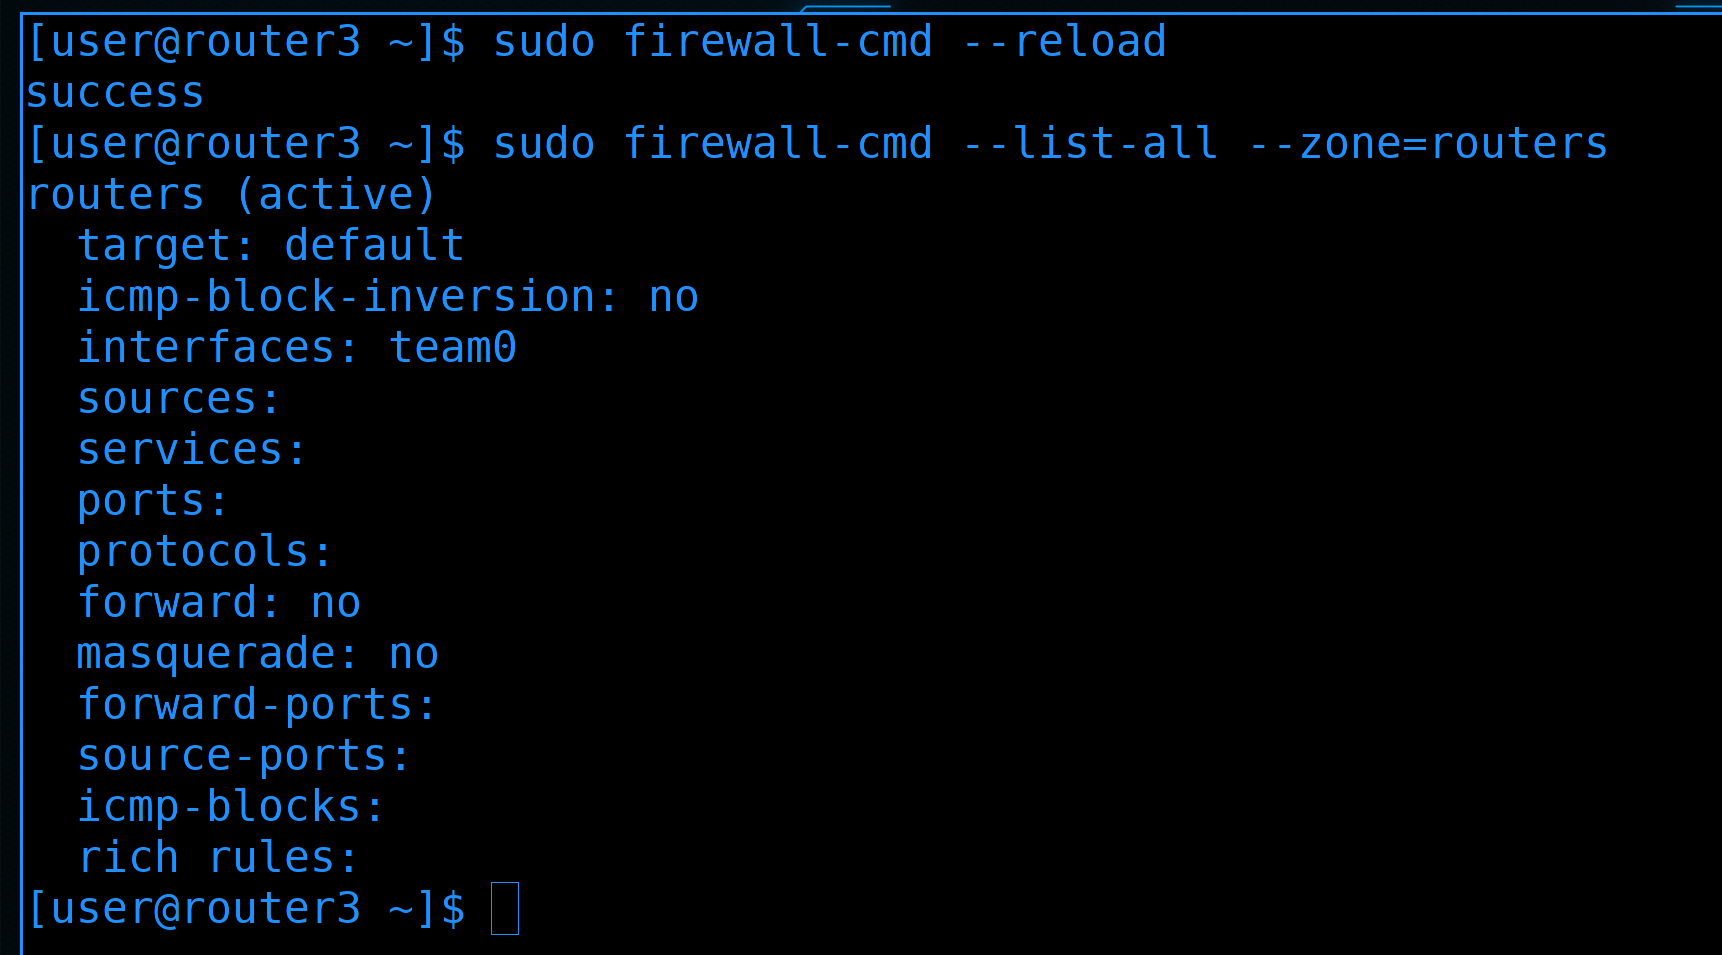 [user@router3 ~]$ sudo firewall-cmd --reload
success
[user@router3 ~]$ sudo firewall-cmd --list-all --zone=routers
routers (active)
  target: default
  icmp-block-inversion: no
  interfaces: team0
  sources:
  services:
  ports:
  protocols:
  forward: no
  masquerade: no
  forward-ports:
  source-ports:
  icmp-blocks:
  rich rules:
[user@router3 ~]$